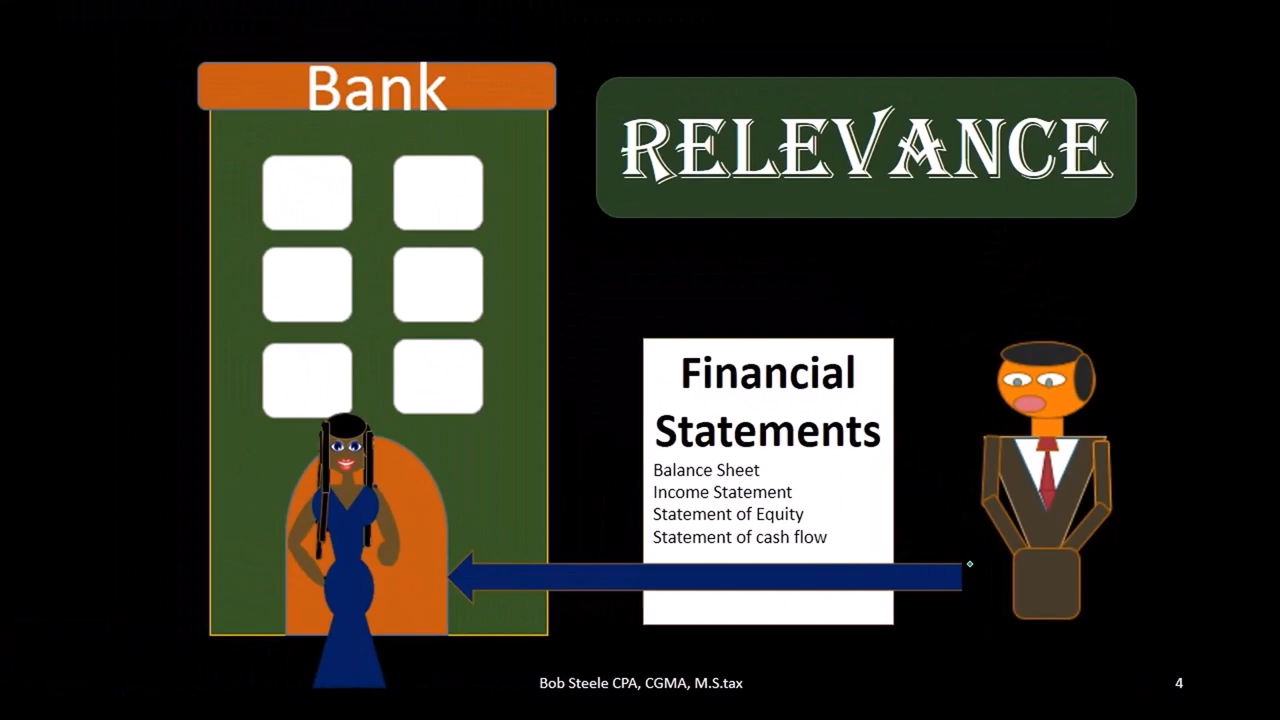 Bank
RELEVANCE
Financial
Statements
Balance Sheet
Income Statement
Statement of Equity
Statement of cash flow
Bob Steele CPA, CGMA, M.S.tax
4